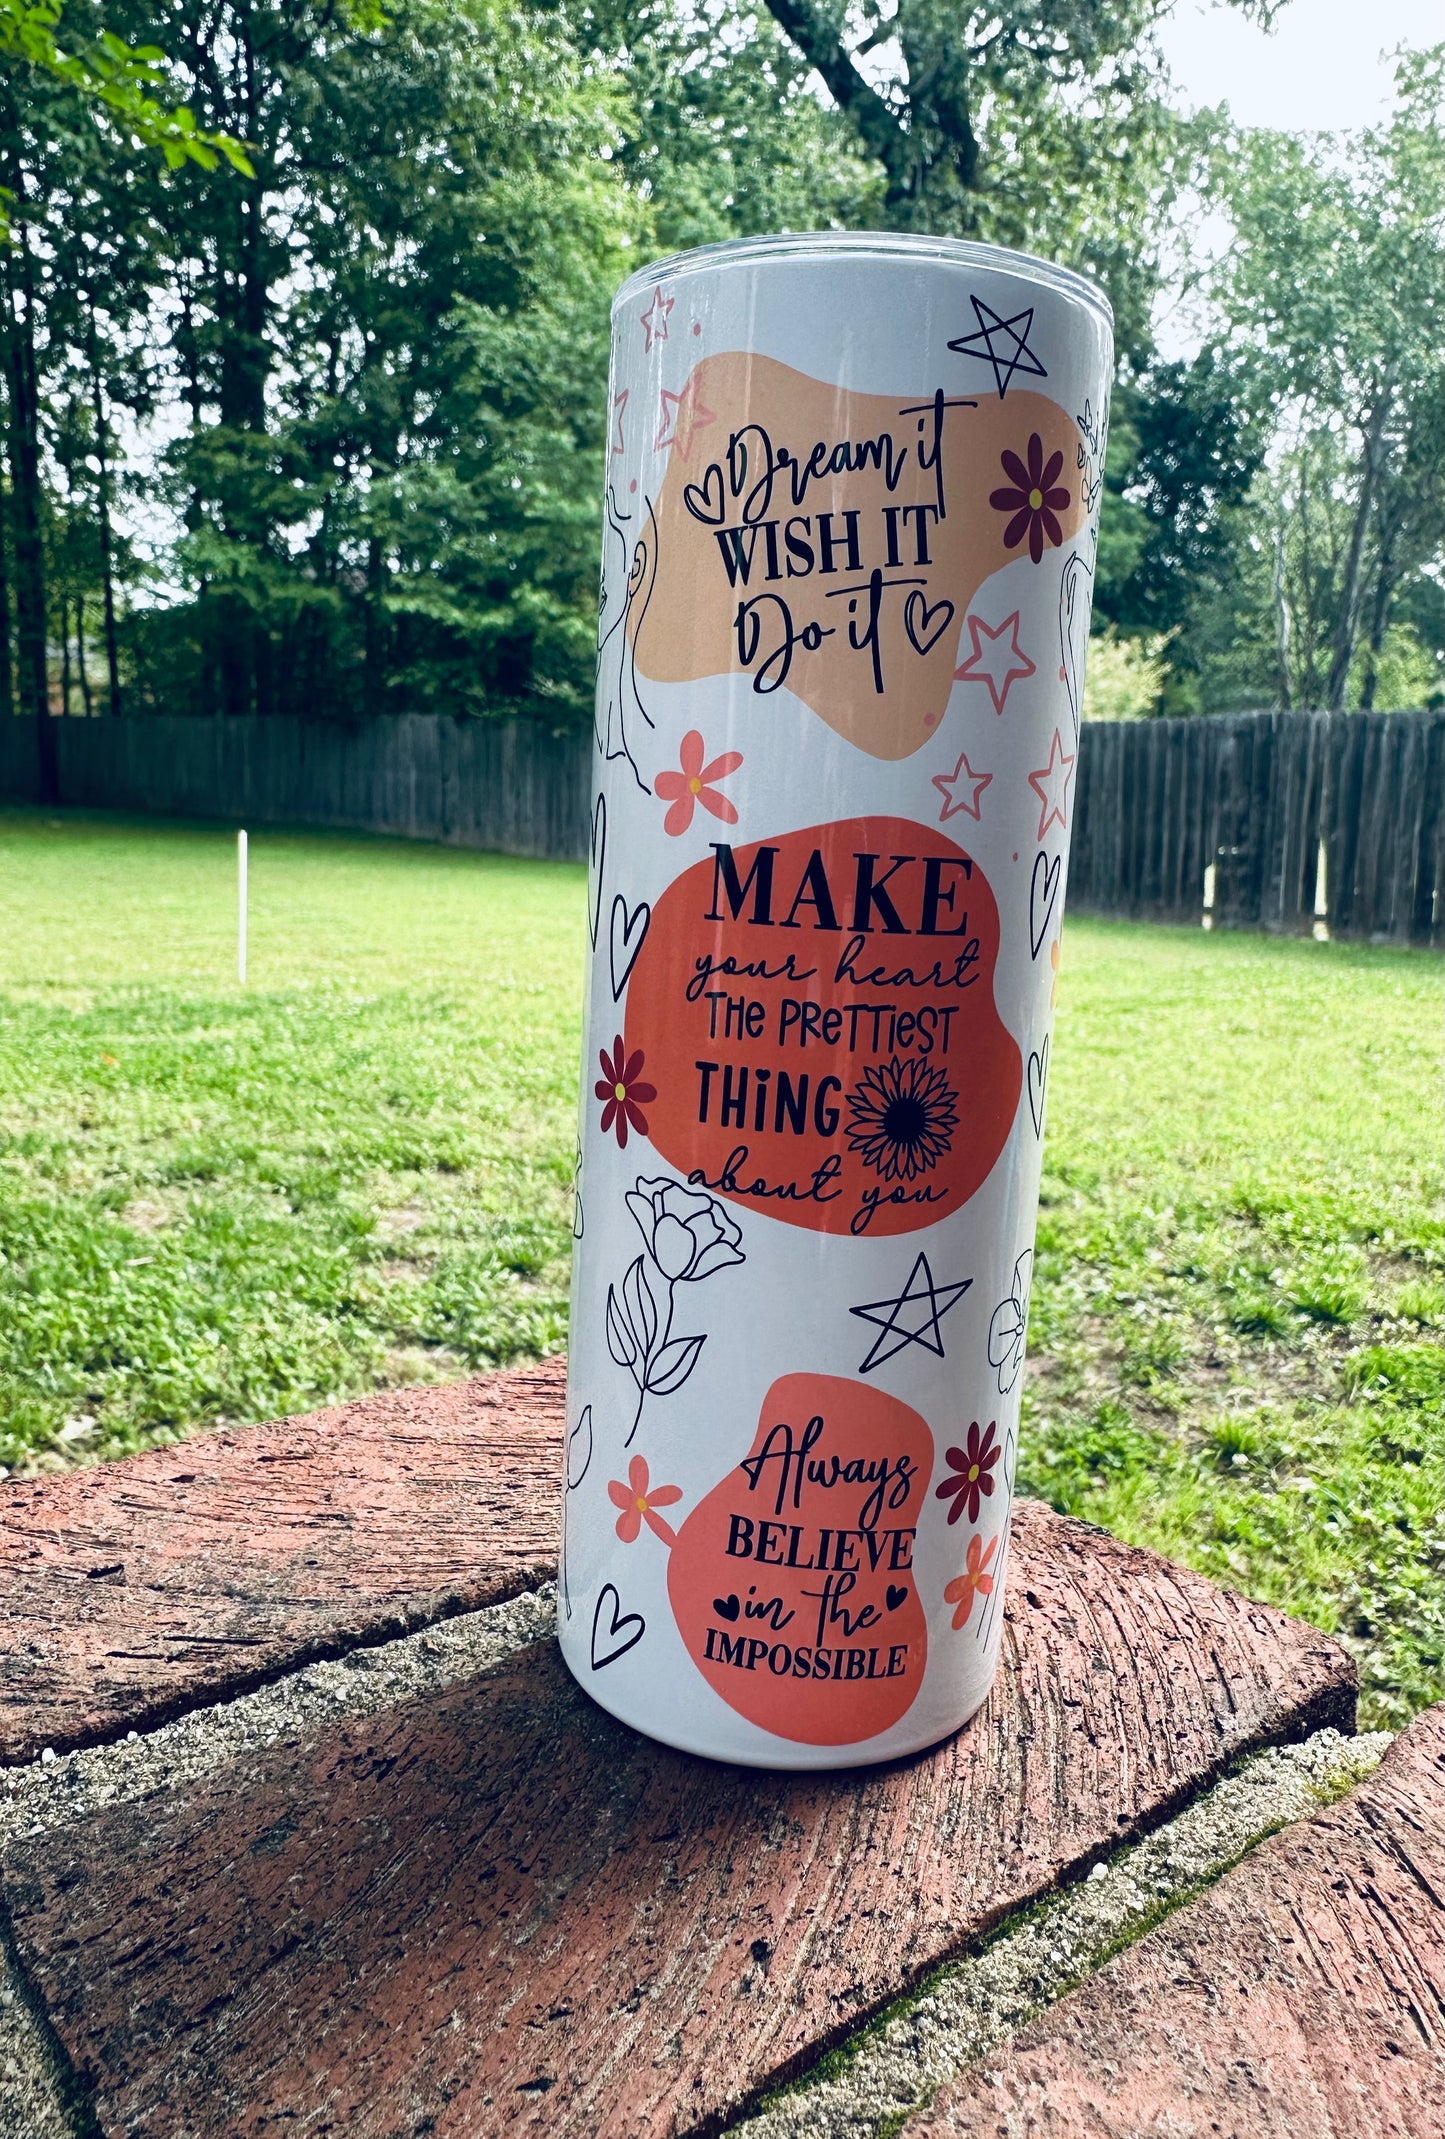 Dream it
WISH IT
Do it
MAKE
your heart
THE PRETTIEST
THING
about you
Always
BELIEVE
in the
IMPOSSIBLE